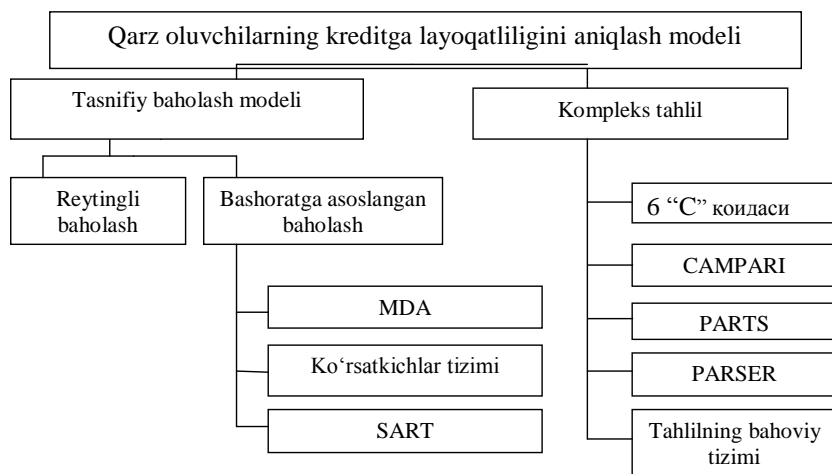 Qarz oluvchilarning kreditga layoqatliligini aniqlash modeli
Tasnifiy baholash modeli
Kompleks tahlil
Reytingli
baholash
Bashoratga asoslangan
baholash
6 “C” коидаси
CAMPARI
MDA
PARTS
Ko‘rsatkichlar tizimi
PARSER
SART
Tahlilning bahoviy
tizimi